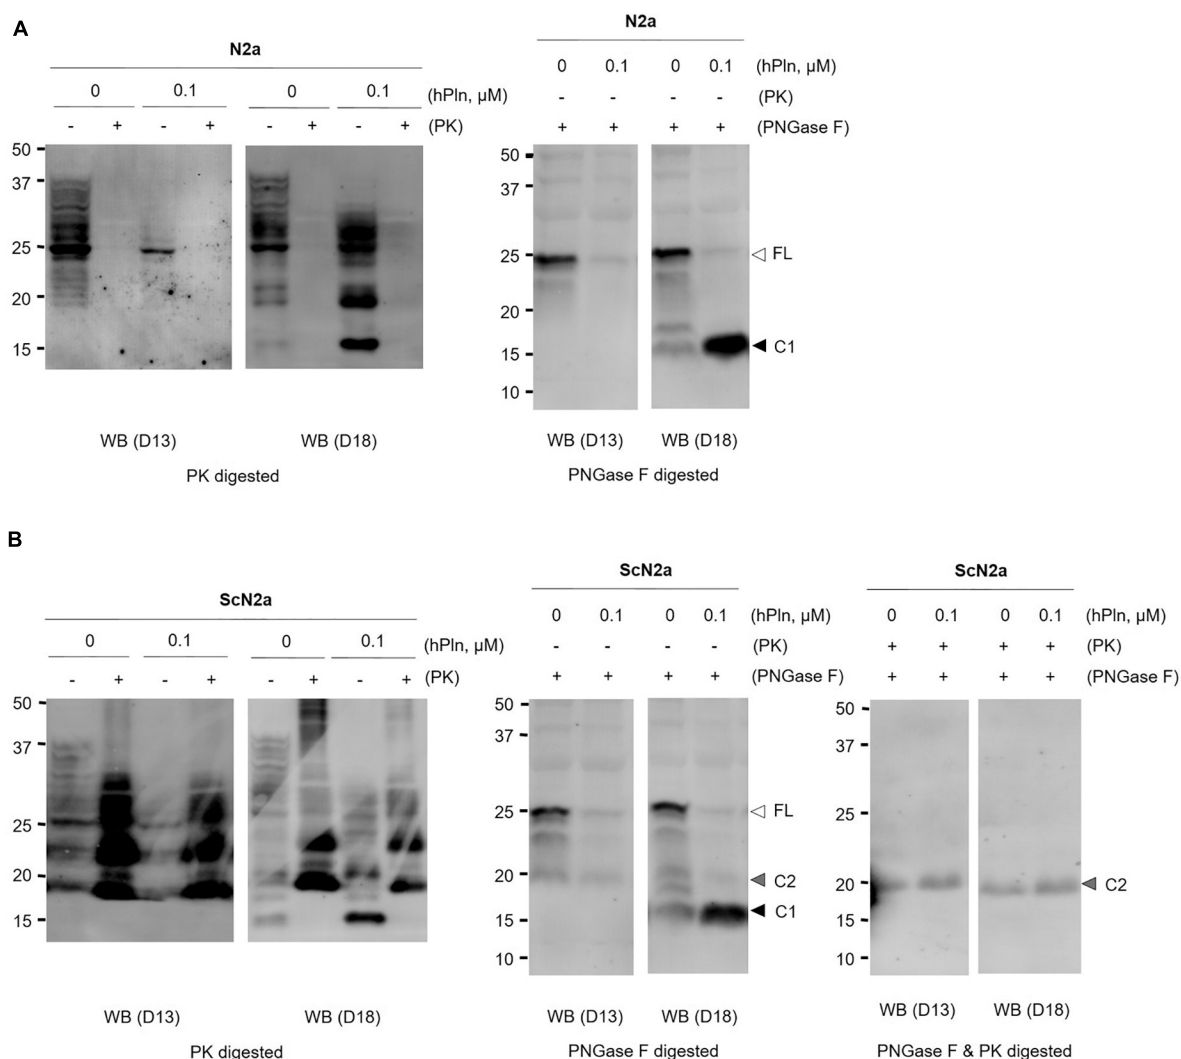 A
N2a
0 0.1 0 0.1 (hPln, µM)
- + - + - + - + (PK)
50
37
25
20
15
WB (D13) WB (D18)
PK digested
N2a
0 0.1 0 0.1 (hPln, µM)
- - - - (PK)
+ + + + (PNGase F)
50
37
25
20
15
10
FL
C1
WB (D13) WB (D18)
PNGase F digested
B
ScN2a
0 0.1 0 0.1 (hPln, µM)
- + - + - + - + (PK)
50
37
25
20
15
WB (D13) WB (D18)
PK digested
ScN2a
0 0.1 0 0.1 (hPln, µM)
- - - - (PK)
+ + + + (PNGase F)
50
37
25
20
15
10
FL
C2
C1
WB (D13) WB (D18)
PNGase F digested
ScN2a
0 0.1 0 0.1 (hPln, µM)
+ + + + (PK)
+ + + + (PNGase F)
50
37
25
20
15
10
C2
WB (D13) WB (D18)
PNGase F & PK digested